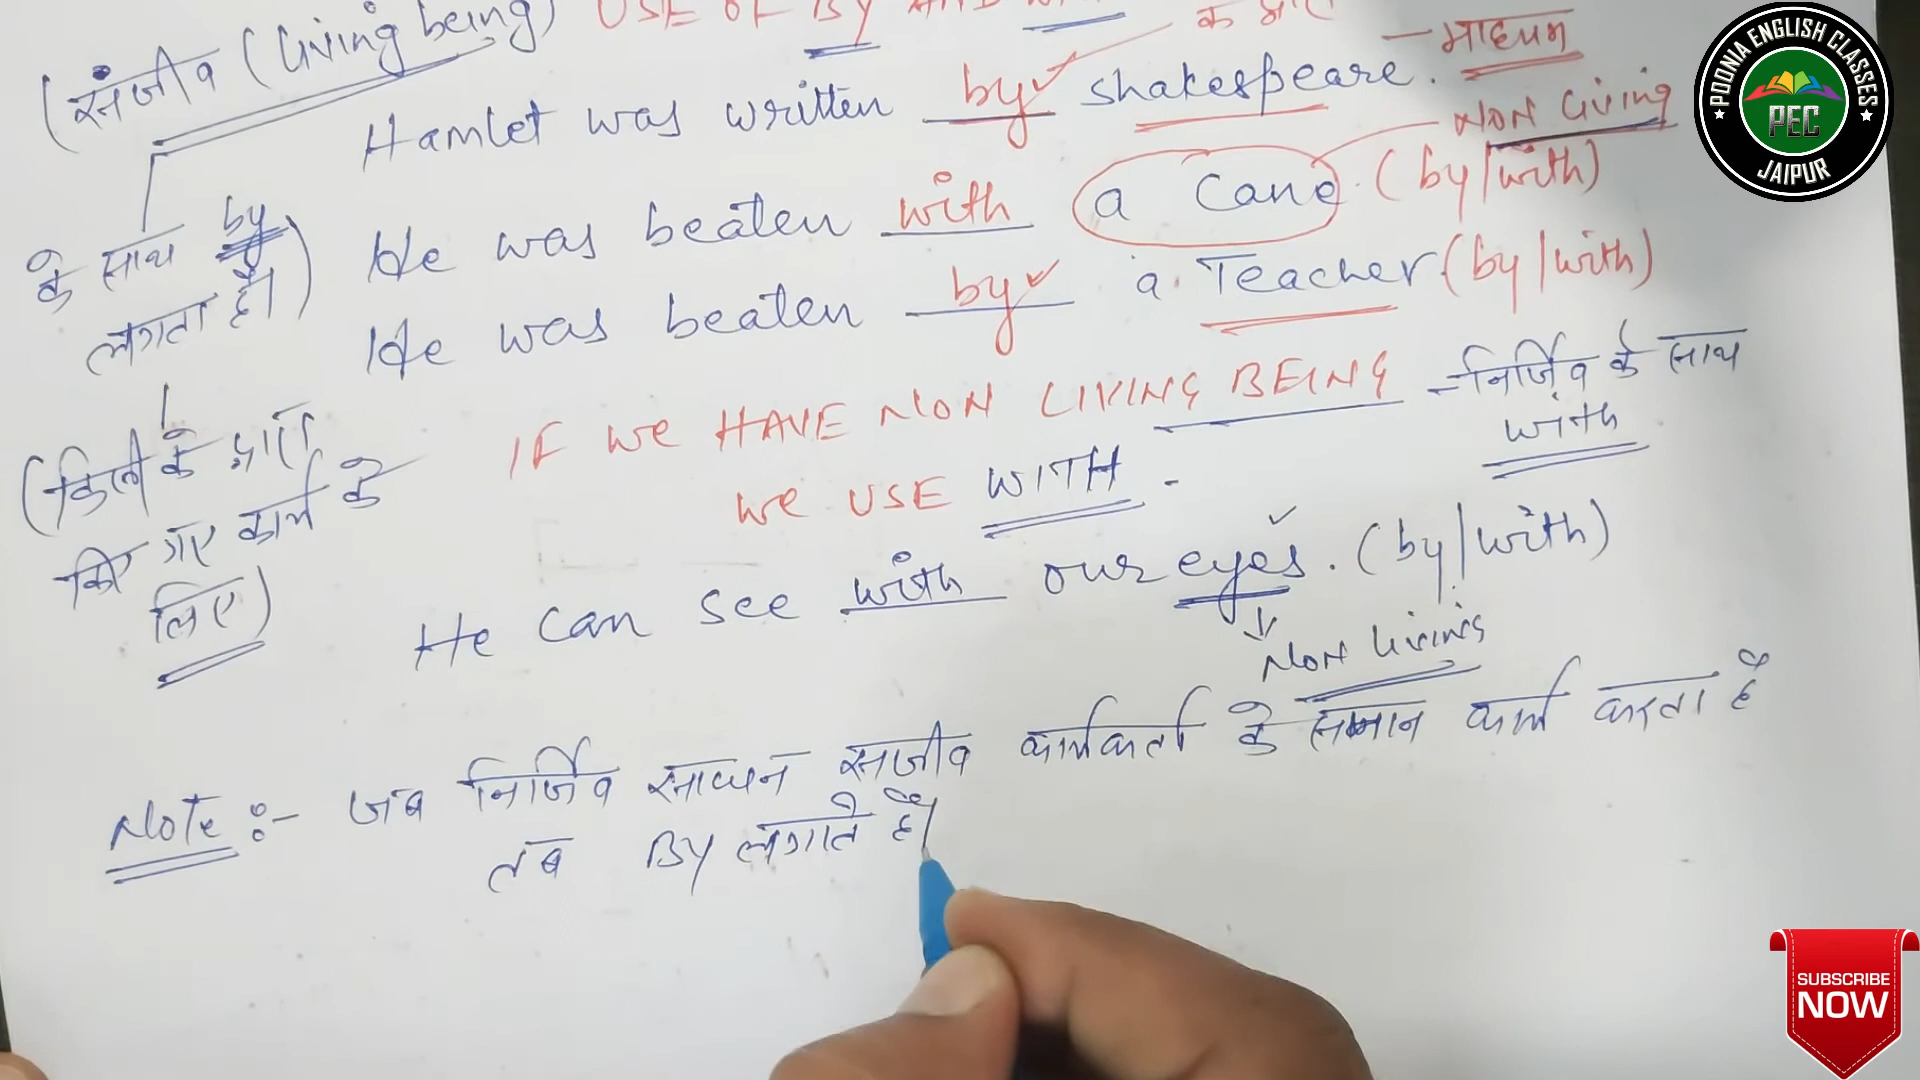 (सजीव (living being) USE OF BY AND
के द्वारा
Hamlet was written by shakespeare. – माध्यम
NON living
He was beaten with a cane. (by/with)
के साथ by
लगता है।)
He was beaten by a Teacher (by/with)
(किसी के द्वारा
किए गए कार्य के
लिए)
IF WE HAVE NON LIVING BEING – निर्जिव के साथ
with
WE USE WITH -
He can see with our eyes. (by/with)
NON living
Note :- जब निर्जिव साधन सजीव कार्यकर्ता के समान कार्य करता है
तब BY लगाते है।
POONIA ENGLISH CLASSES
PEC
JAIPUR
SUBSCRIBE
NOW